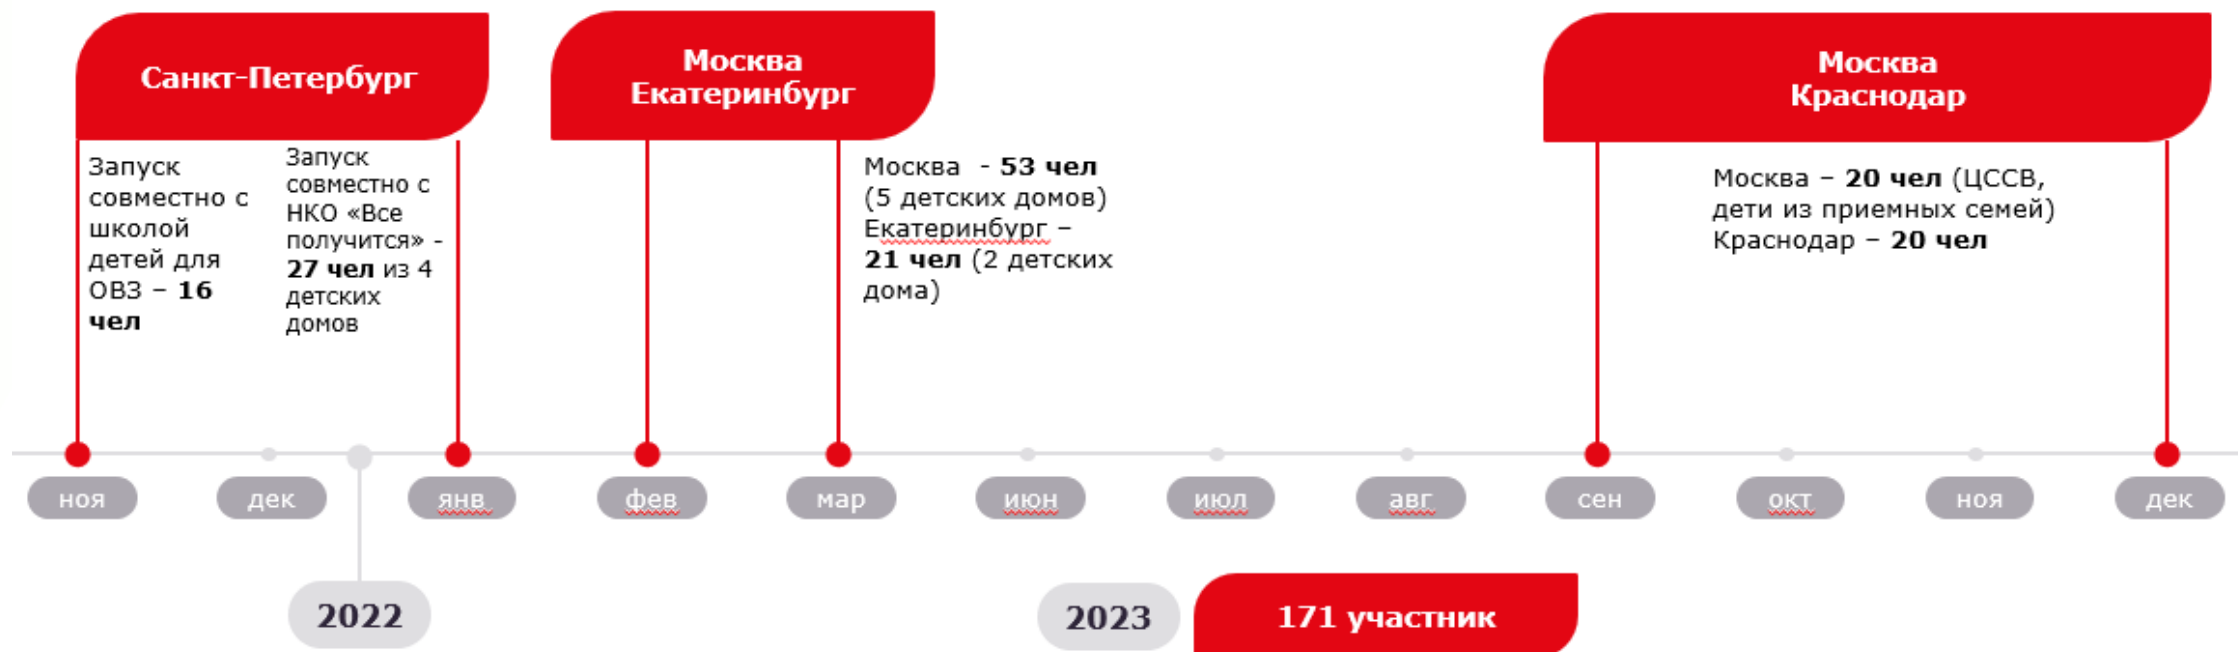 Санкт-Петербург
Запуск
совместно с
школой
детей для
ОВЗ – 16
чел
Запуск
совместно с
НКО «Все
получится» -
27 чел из 4
детских
домов
Москва
Екатеринбург
Москва - 53 чел
(5 детских домов)
Екатеринбург –
21 чел (2 детских
дома)
Москва
Краснодар
Москва – 20 чел (ЦССВ,
дети из приемных семей)
Краснодар – 20 чел
ноя
дек
янв
фев
мар
июн
июл
авг
сен
окт
ноя
дек
2022
2023
171 участник